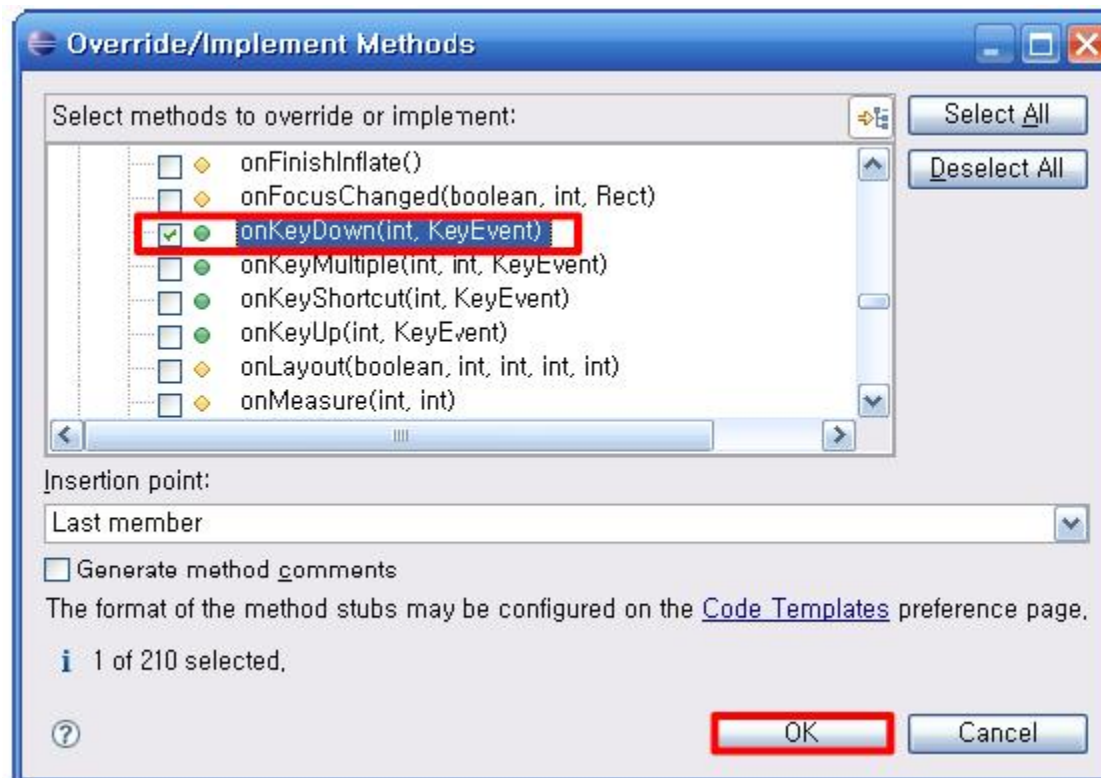 Override/Implement Methods
Select methods to override or implement:
Select All
Deselect All
onFinishInflate()
onFocusChanged(boolean, int, Rect)
onKeyDown(int, KeyEvent)
onKeyMultiple(int, int, KeyEvent)
onKeyShortcut(int, KeyEvent)
onKeyUp(int, KeyEvent)
onLayout(boolean, int, int, int, int)
onMeasure(int, int)
Insertion point:
Last member
Generate method comments
The format of the method stubs may be configured on the Code Templates preference page,
i 1 of 210 selected,
?
OK
Cancel